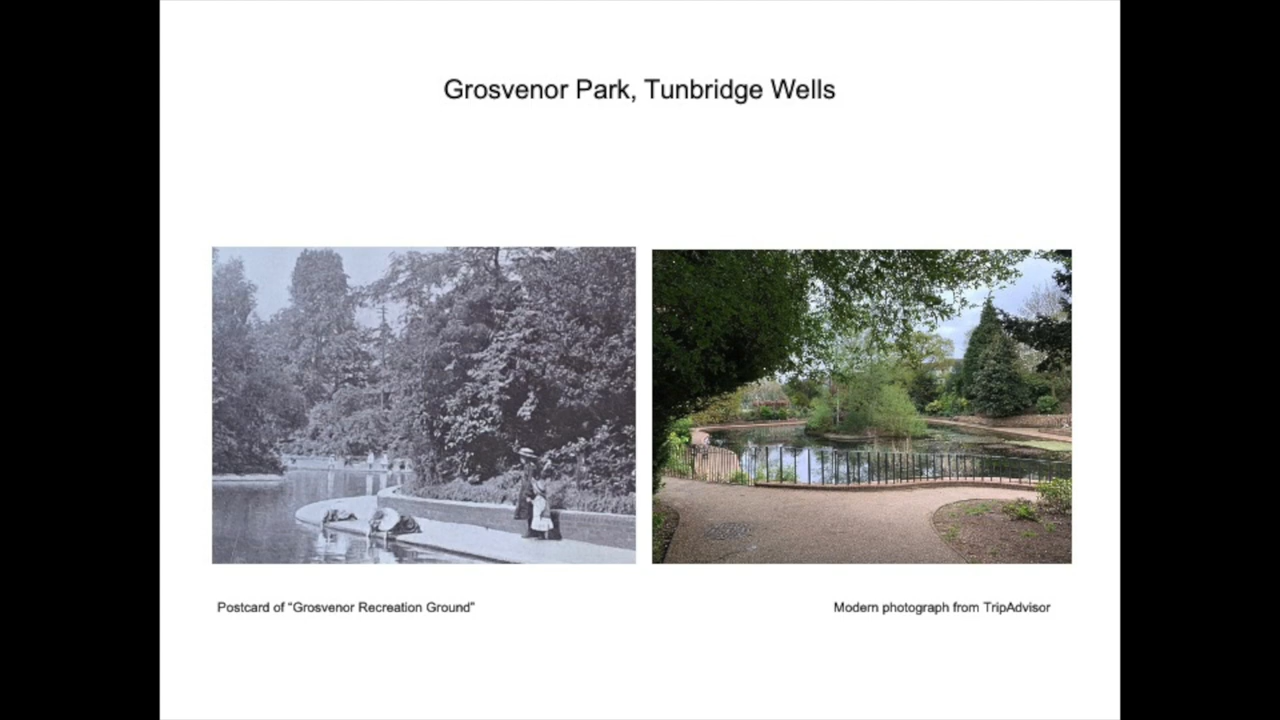 Grosvenor Park, Tunbridge Wells
Postcard of “Grosvenor Recreation Ground”
Modern photograph from TripAdvisor